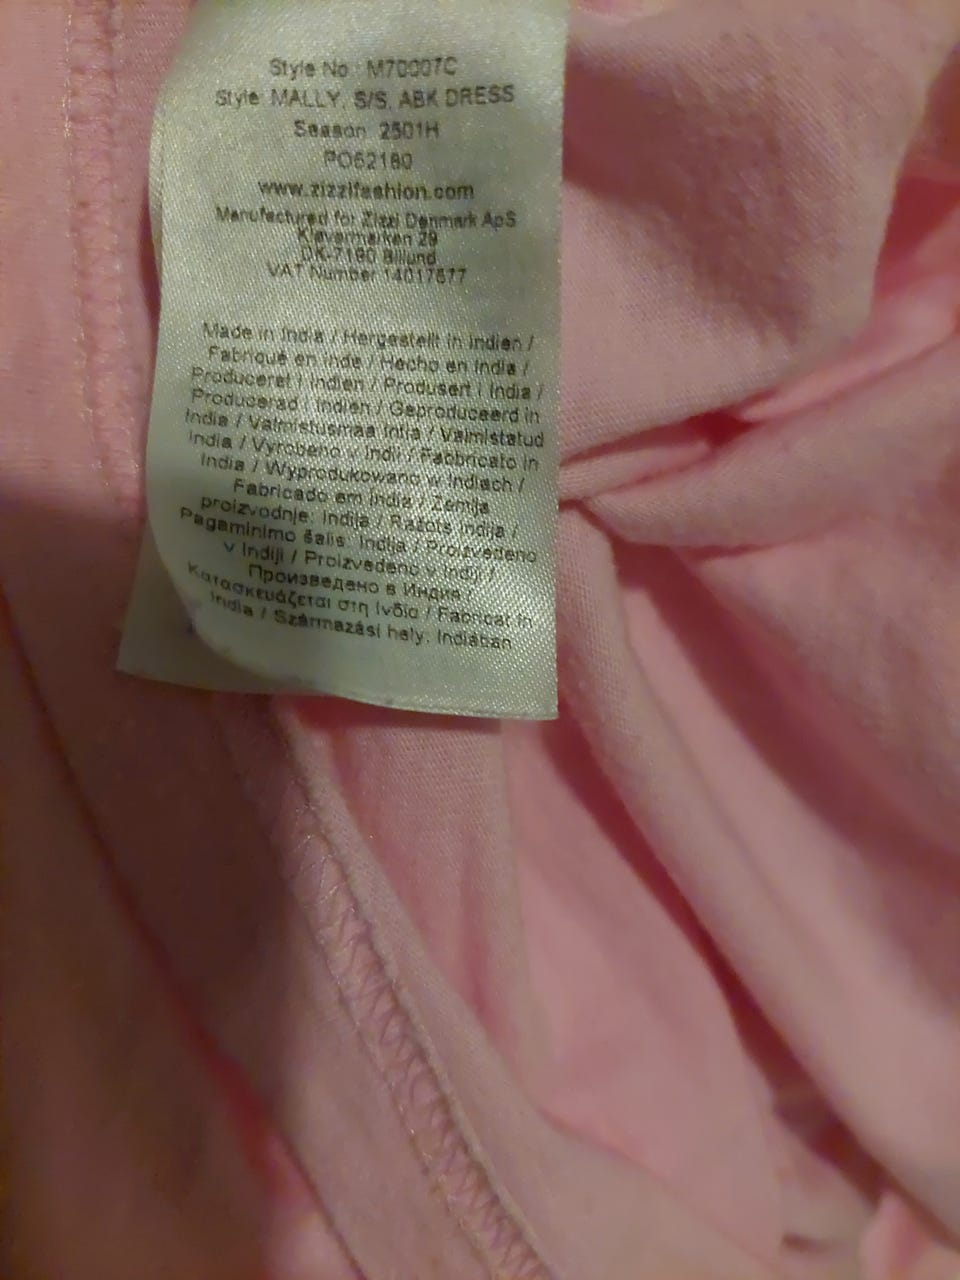 Style No : M70007C
Style: MALLY, S/S, ABK DRESS
Season: 2501H
PO62180
www.zizzifashion.com
Manufactured for Zizzi Denmark ApS
Kløvermarken 29
DK-7190 Billund
VAT Number 14017677
Made in India / Hergestellt in Indien /
Fabriqué en Inde / Hecho en India /
Produceret i Indien / Produsert i India /
Producerad i Indien / Geproduceerd in
India / Valmistusmaa Intia / Valmistatud
India / Vyrobeno v Indii / Fabbricato in
India / Wyprodukowano w Indiach /
Fabricado em India / Zemlja
proizvodnje: Indija / Ražots Indija /
Pagaminimo šalis: Indija / Proizvedeno
v Indiji / Proizvedeno v Indiji /
Произведено в Индия /
Κατασκευάζεται στη Ινδία / Fabricat în
India / Származási hely: Indiában